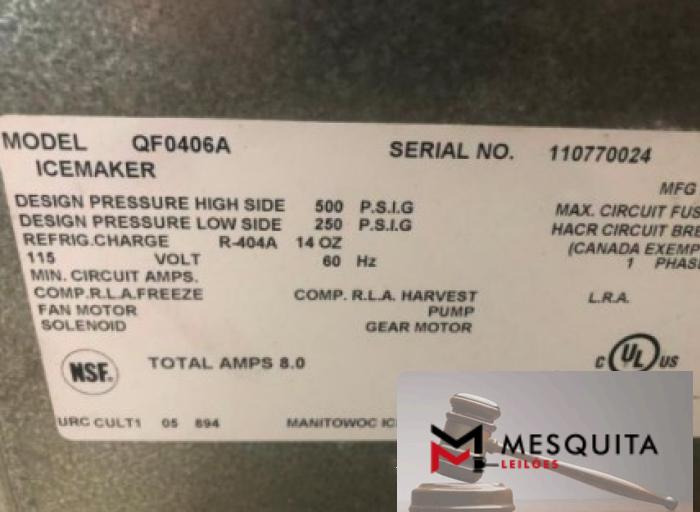 MODEL QF0406A SERIAL NO. 110770024
ICEMAKER
MFG
DESIGN PRESSURE HIGH SIDE 500 P.S.I.G
MAX. CIRCUIT FUS
DESIGN PRESSURE LOW SIDE 250 P.S.I.G
HACR CIRCUIT BRE
REFRIG.CHARGE R-404A 14 OZ
(CANADA EXEMP
115 VOLT 60 Hz
1 PHAS
MIN. CIRCUIT AMPS.
COMP.R.L.A.FREEZE COMP. R.L.A. HARVEST L.R.A.
FAN MOTOR PUMP
SOLENOID GEAR MOTOR
NSF. TOTAL AMPS 8.0 C UL US
URC CULT1 05 894 MANITOWOC IC
MESQUITA
LEILÕES